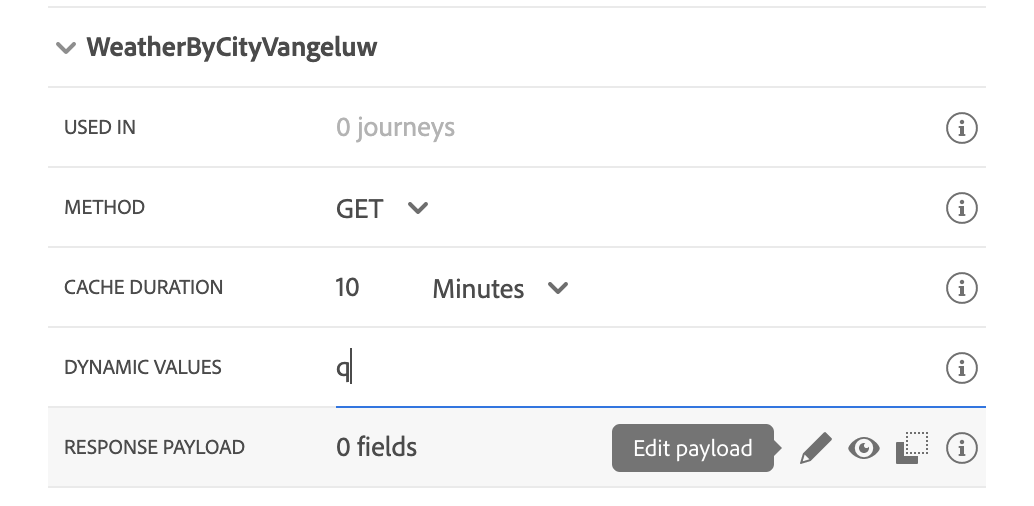 WeatherByCityVangeluw
USED IN 0 journeys
METHOD GET
CACHE DURATION 10 Minutes
DYNAMIC VALUES q
RESPONSE PAYLOAD 0 fields Edit payload